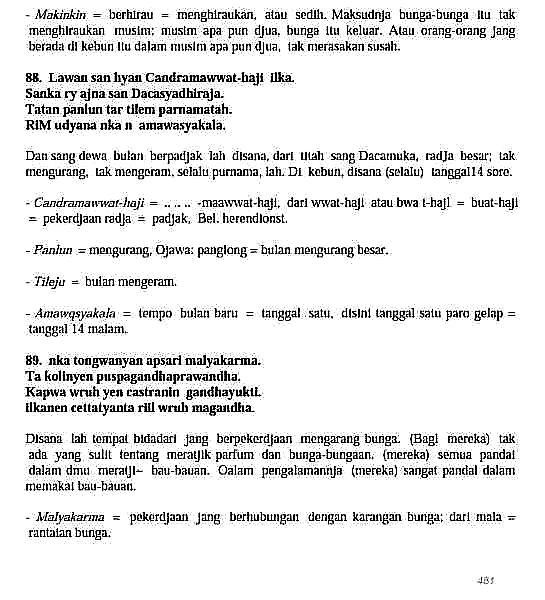 - Makinkin = berhirau = menghiraukan, atau sedih. Maksudnja bunga-bunga itu tak
menghiraukan musim: musim apa pun djua, bunga itu keluar. Atau orang-orang jang
berada di kebun itu dalam musim apa pun djua, tak merasakan susah.
88. Lawan san hyan Candramawwat-haji ilka.
Sanka ry ajna san Dacasyadhiraja.
Tatan panlun tar tilem parnamatah.
RiM udyana nka n amawasyakala.
Dan sang dewa bulan berpadjak lah disana, dari titah sang Dacamuka, radja besar; tak
mengurang, tak mengeram, selalu purnama, lah. Di kebun, disana (selalu) tanggal14 sore.
- Candramawwat-haji = .. .. .. -maawwat-haji, dari wwat-haji atau bwa t-haji = buat-haji
= pekerdjaan radja = padjak, Bel. herendionst.
- Panlun = mengurang, Ojawa: panglong = bulan mengurang besar.
- Tileju = bulan mengeram.
- Amawqsyakala = tempo bulan baru = tanggal satu, disini tanggal satu paro gelap =
tanggal 14 malam.
89. nka tongwanyan apsari malyakarma.
Ta kolinyen puspagandhaprawandha.
Kapwa wruh yen castranin gandhayukti.
ilkanen cettatyanta rill wruh magandha.
Disana lah tempat bidadari jang berpekerdjaan mengarang bunga. (Bagi mereka) tak
ada yang sulit tentang meratjik parfum dan bunga-bungaan. (mereka) semua pandai
dalam dmu meratji~ bau-bauan. Oalam pengalamannja (mereka) sangat pandai dalam
memakai bau-bauan.
- Malyakarma = pekerdjaan jang berhubungan dengan karangan bunga; dari mala =
rantaian bunga.
481